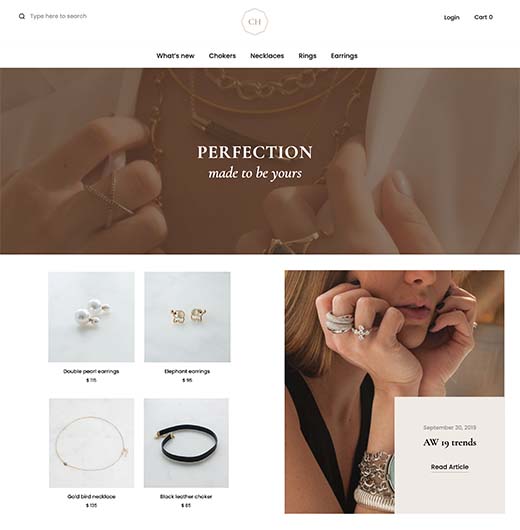 Type here to search
CH
Login
Cart 0
What's new
Chokers
Necklaces
Rings
Earrings
PERFECTION
made to be yours
Double pearl earrings
$ 115
Elephant earrings
$ 95
Gold bird necklace
$ 135
Black leather choker
$ 65
September 30, 2019
AW 19 trends
Read Article